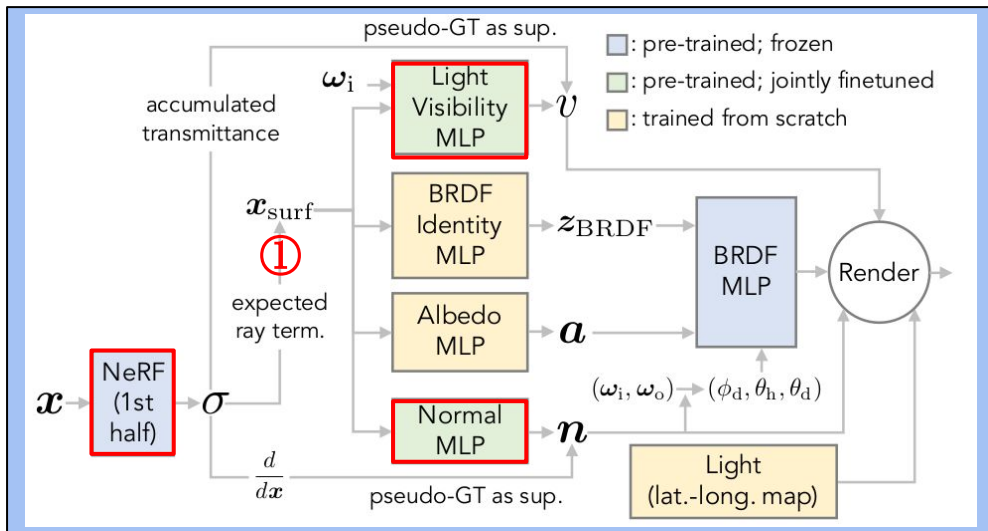 pseudo-GT as sup.
: pre-trained; frozen
: pre-trained; jointly finetuned
: trained from scratch
ωi
Light
Visibility
MLP
v
accumulated
transmittance
xsurf
BRDF
Identity
MLP
zBRDF
BRDF
MLP
Render
①
expected
ray term.
Albedo
MLP
a
x
NeRF
(1st
half)
σ
(ωi, ωo)
(ϕd, θh, θd)
Normal
MLP
n
d
dx
pseudo-GT as sup.
Light
(lat.-long. map)